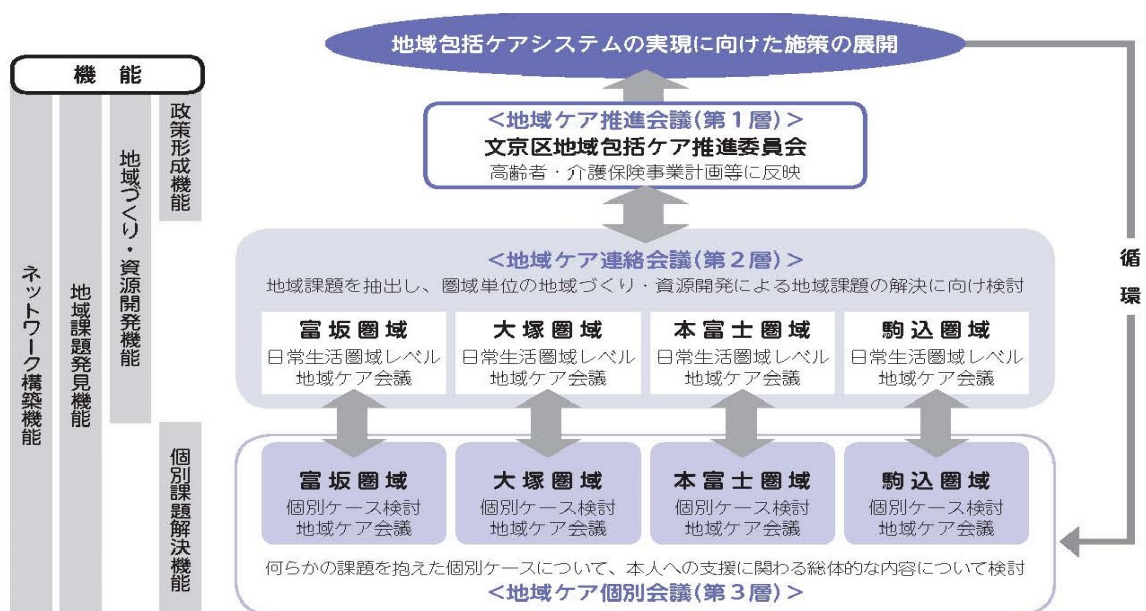 地域包括ケアシステムの実現に向けた施策の展開
機能
政策形成機能
地域づくり・資源開発機能
地域課題発見機能
ネットワーク構築機能
個別課題解決機能
<地域ケア推進会議(第1層)>
文京区地域包括ケア推進委員会
高齢者・介護保険事業計画等に反映
<地域ケア連絡会議(第2層)>
地域課題を抽出し、圏域単位の地域づくり・資源開発による地域課題の解決に向け検討
富坂圏域
日常生活圏域レベル
地域ケア会議
大塚圏域
日常生活圏域レベル
地域ケア会議
本富士圏域
日常生活圏域レベル
地域ケア会議
駒込圏域
日常生活圏域レベル
地域ケア会議
富坂圏域
個別ケース検討
地域ケア会議
大塚圏域
個別ケース検討
地域ケア会議
本富士圏域
個別ケース検討
地域ケア会議
駒込圏域
個別ケース検討
地域ケア会議
何らかの課題を抱えた個別ケースについて、本人への支援に関わる総体的な内容について検討
<地域ケア個別会議(第3層)>
循環